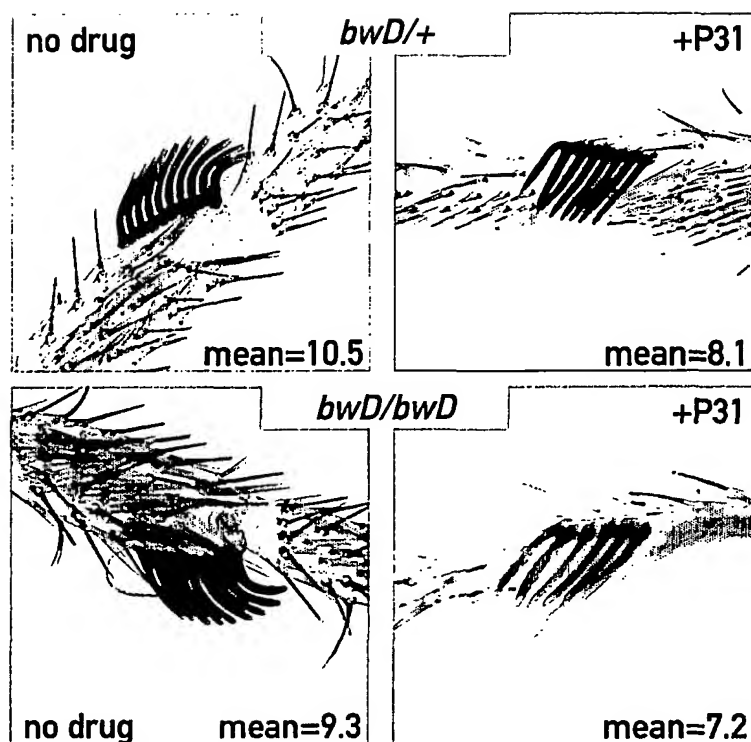 no drug
bwD/+
+P31
mean=10.5
mean=8.1
bwD/bwD
+P31
no drug
mean=9.3
mean=7.2